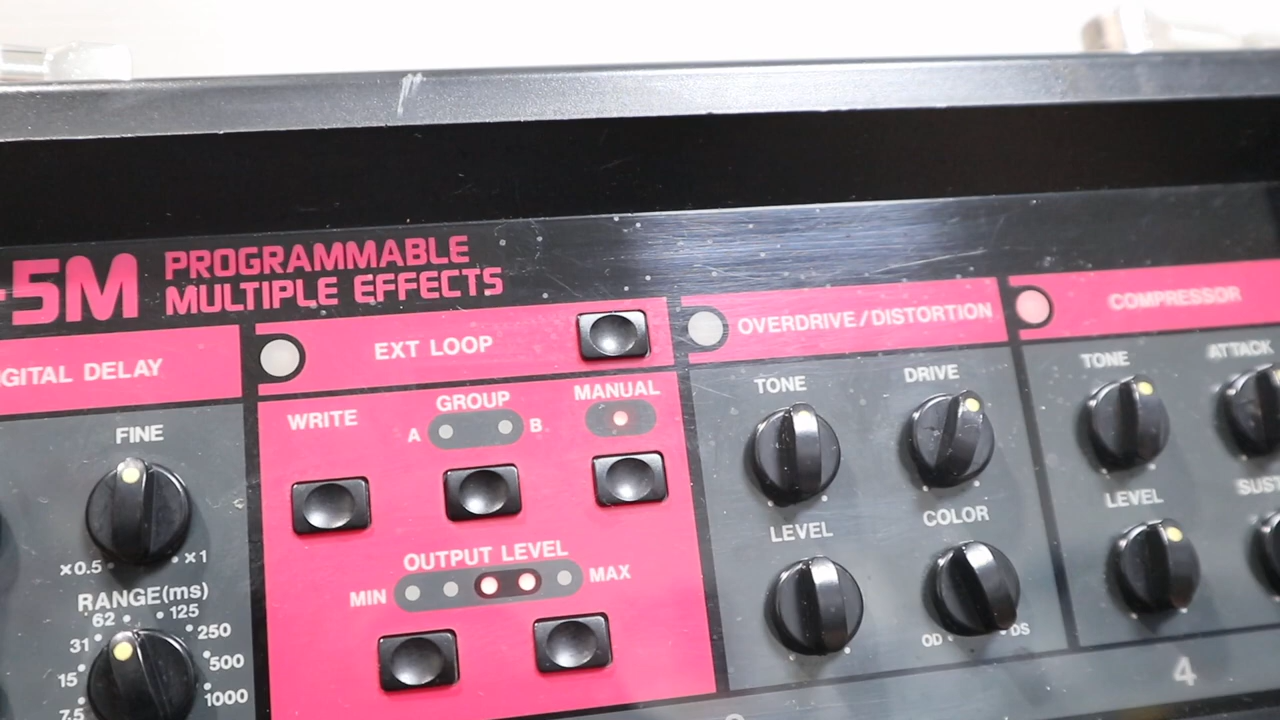 -5M PROGRAMMABLE
MULTIPLE EFFECTS
GITAL DELAY
EXT LOOP
OVERDRIVE/DISTORTION
COMPRESSOR
FINE
×0.5 ×1
RANGE(ms)
7.5 15 31 62 125 250 500 1000
WRITE
GROUP
A B
MANUAL
OUTPUT LEVEL
MIN MAX
TONE DRIVE
LEVEL COLOR
OD DS
TONE ATTACK
LEVEL SUST
4